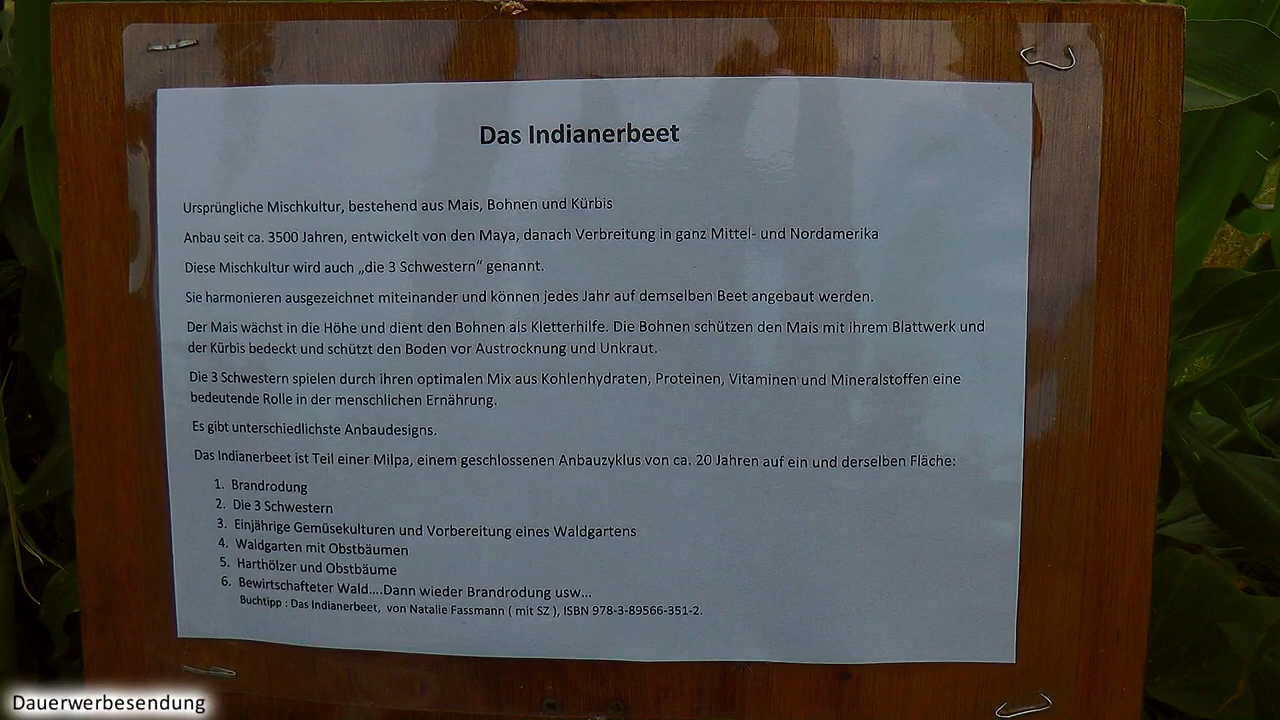 Das Indianerbeet
Ursprüngliche Mischkultur, bestehend aus Mais, Bohnen und Kürbis
Anbau seit ca. 3500 Jahren, entwickelt von den Maya, danach Verbreitung in ganz Mittel- und Nordamerika
Diese Mischkultur wird auch „die 3 Schwestern“ genannt.
Sie harmonieren ausgezeichnet miteinander und können jedes Jahr auf demselben Beet angebaut werden.
Der Mais wächst in die Höhe und dient den Bohnen als Kletterhilfe. Die Bohnen schützen den Mais mit ihrem Blattwerk und
der Kürbis bedeckt und schützt den Boden vor Austrocknung und Unkraut.
Die 3 Schwestern spielen durch ihren optimalen Mix aus Kohlenhydraten, Proteinen, Vitaminen und Mineralstoffen eine
bedeutende Rolle in der menschlichen Ernährung.
Es gibt unterschiedlichste Anbaudesigns.
Das Indianerbeet ist Teil einer Milpa, einem geschlossenen Anbauzyklus von ca. 20 Jahren auf ein und derselben Fläche:
1. Brandrodung
2. Die 3 Schwestern
3. Einjährige Gemüsekulturen und Vorbereitung eines Waldgartens
4. Waldgarten mit Obstbäumen
5. Harthölzer und Obstbäume
6. Bewirtschafteter Wald....Dann wieder Brandrodung usw...
Buchtipp : Das Indianerbeet, von Natalie Fassmann ( mit SZ ), ISBN 978-3-89566-351-2.
Dauerwerbesendung